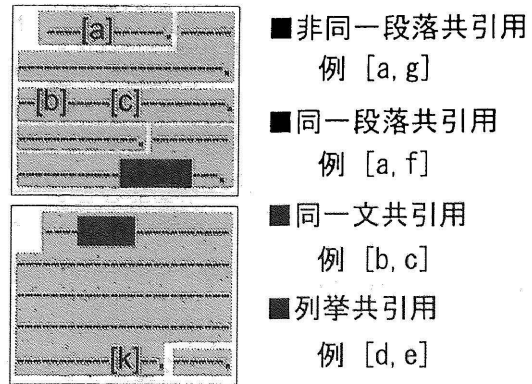 [a]
[b] [c]
[k]
■非同一段落共引用
例 [a, g]
■同一段落共引用
例 [a, f]
■同一文共引用
例 [b, c]
■列挙共引用
例 [d, e]